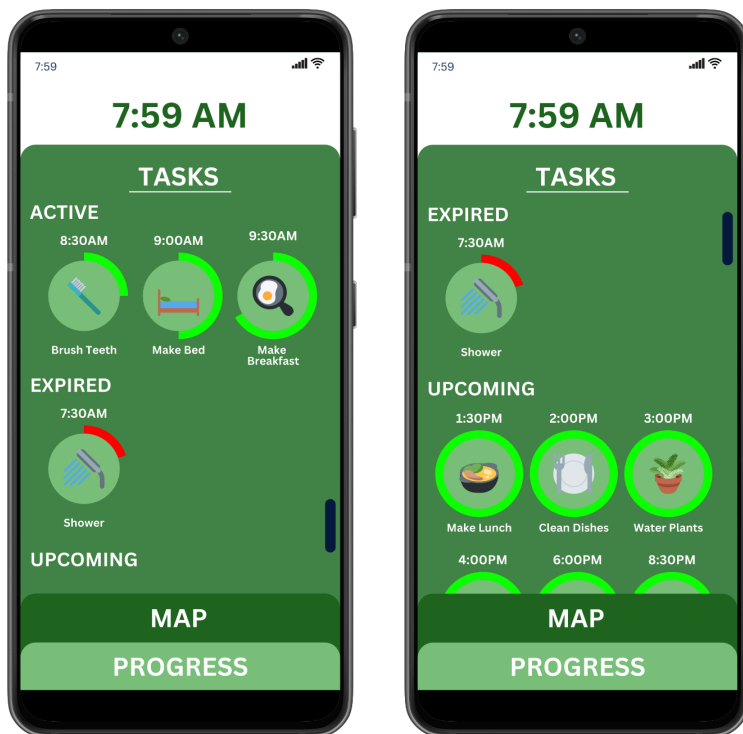 7:59
7:59 AM
TASKS
ACTIVE
8:30AM 9:00AM 9:30AM
Brush Teeth Make Bed Make
Breakfast
EXPIRED
7:30AM
Shower
UPCOMING
MAP
PROGRESS
7:59
7:59 AM
TASKS
EXPIRED
7:30AM
Shower
UPCOMING
1:30PM 2:00PM 3:00PM
Make Lunch Clean Dishes Water Plants
4:00PM 6:00PM 8:30PM
MAP
PROGRESS